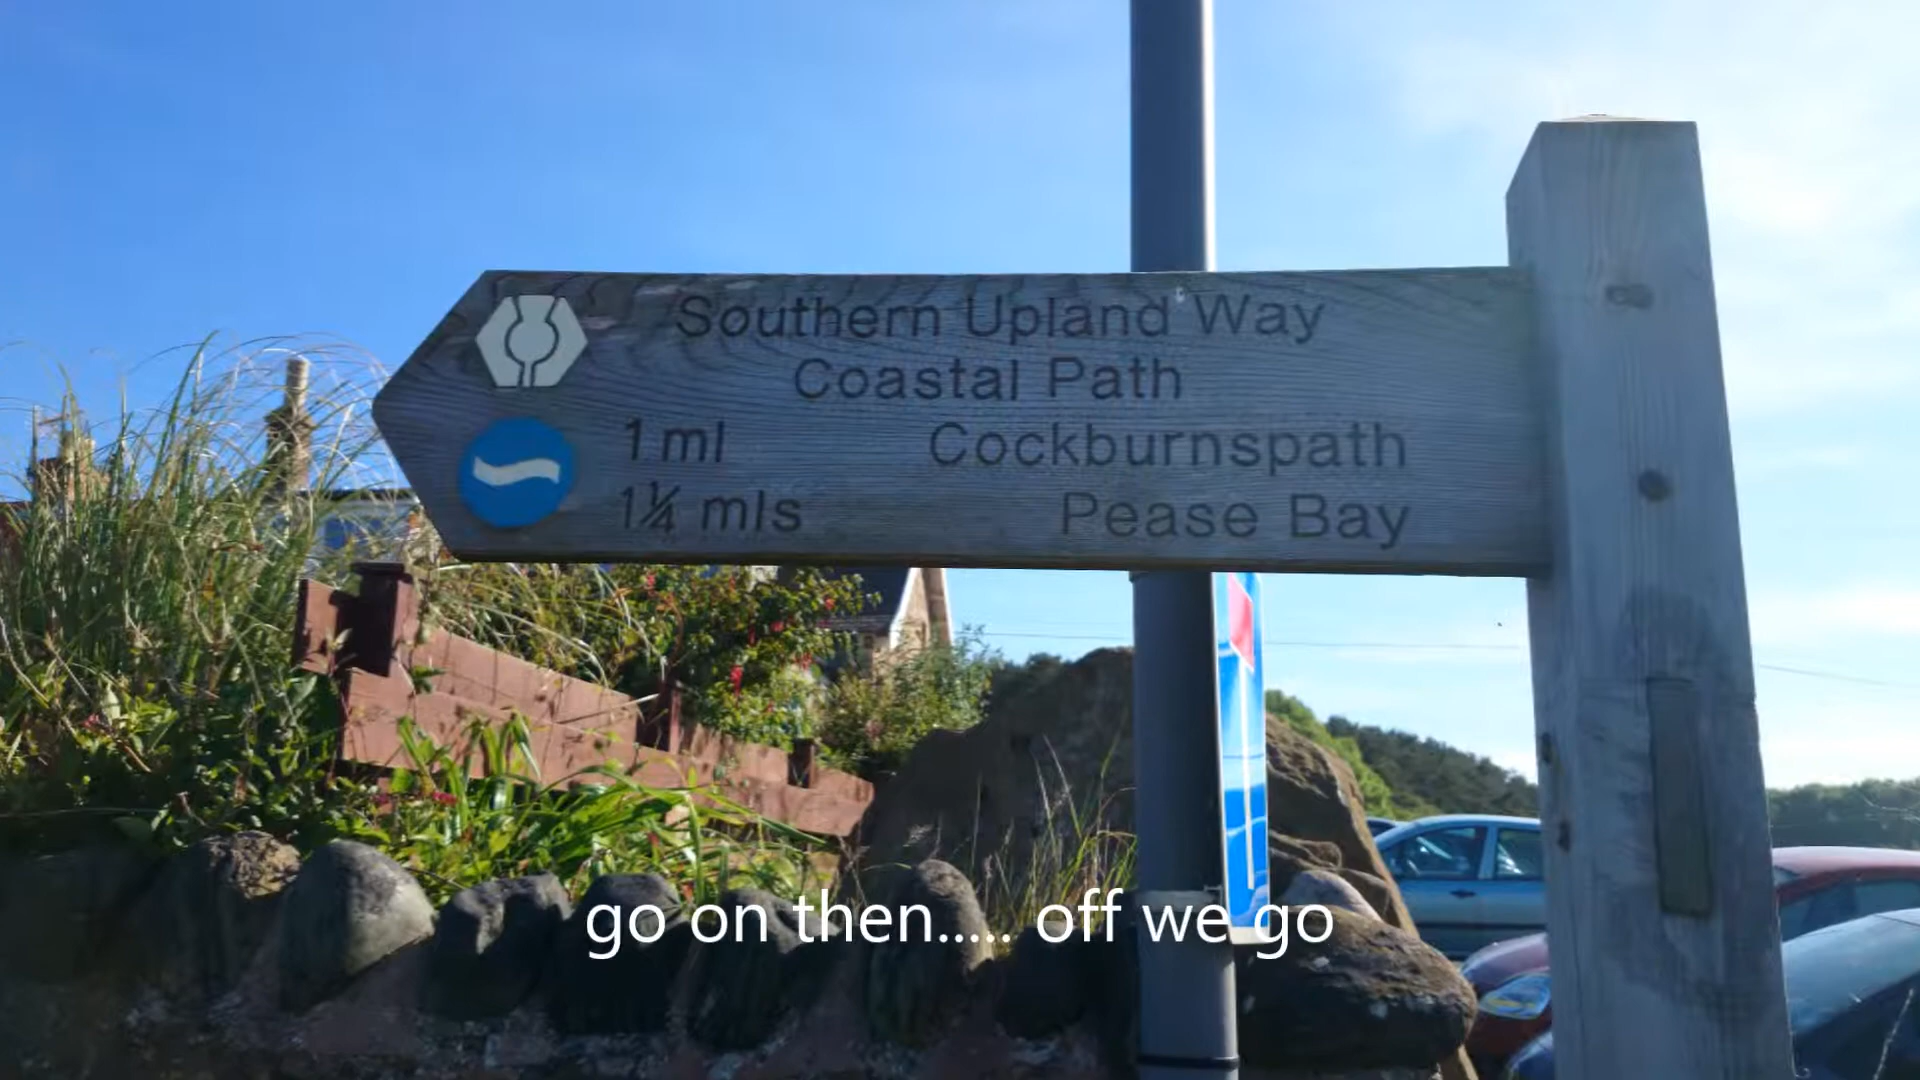 Southern Upland Way
Coastal Path
1 ml Cockburnspath
1¼ mls Pease Bay
go on then..... off we go